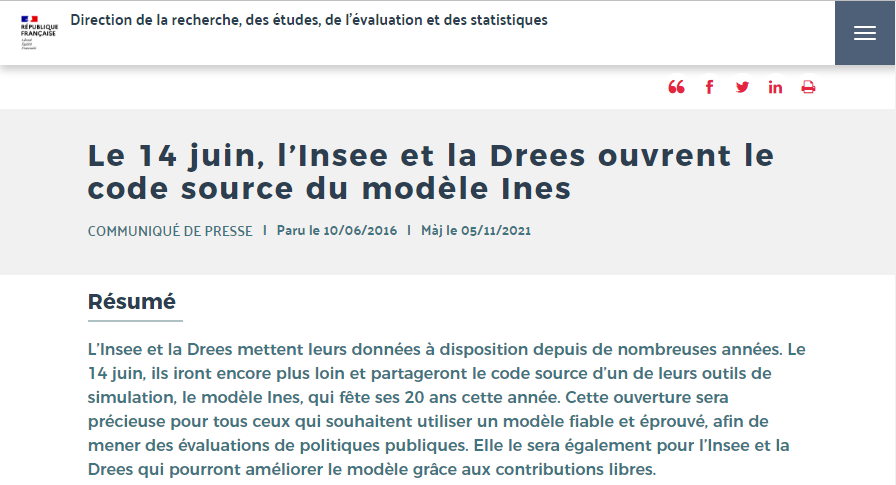 Direction de la recherche, des études, de l'évaluation et des statistiques
RÉPUBLIQUE
FRANÇAISE
Liberté
Égalité
Fraternité
Le 14 juin, l'Insee et la Drees ouvrent le
code source du modèle Ines
COMMUNIQUÉ DE PRESSE | Paru le 10/06/2016 | Màj le 05/11/2021
Résumé
L'Insee et la Drees mettent leurs données à disposition depuis de nombreuses années. Le
14 juin, ils iront encore plus loin et partageront le code source d'un de leurs outils de
simulation, le modèle Ines, qui fête ses 20 ans cette année. Cette ouverture sera
précieuse pour tous ceux qui souhaitent utiliser un modèle fiable et éprouvé, afin de
mener des évaluations de politiques publiques. Elle le sera également pour l'Insee et la
Drees qui pourront améliorer le modèle grâce aux contributions libres.